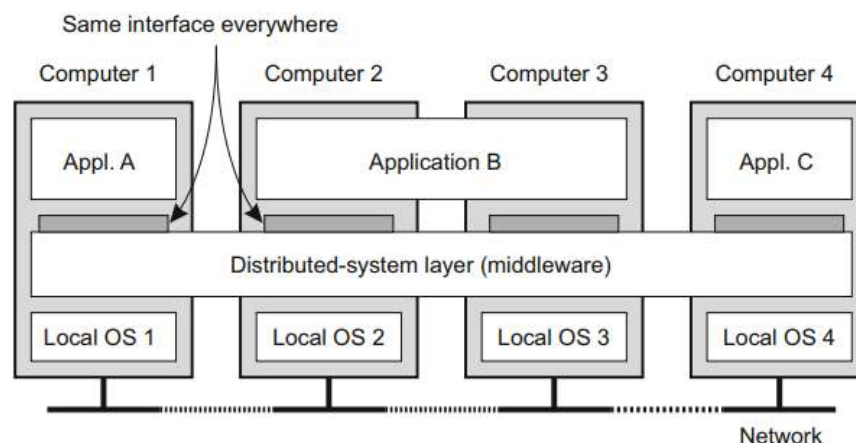 Same interface everywhere
Computer 1 Computer 2 Computer 3 Computer 4
Appl. A Application B Appl. C
Distributed-system layer (middleware)
Local OS 1 Local OS 2 Local OS 3 Local OS 4
Network